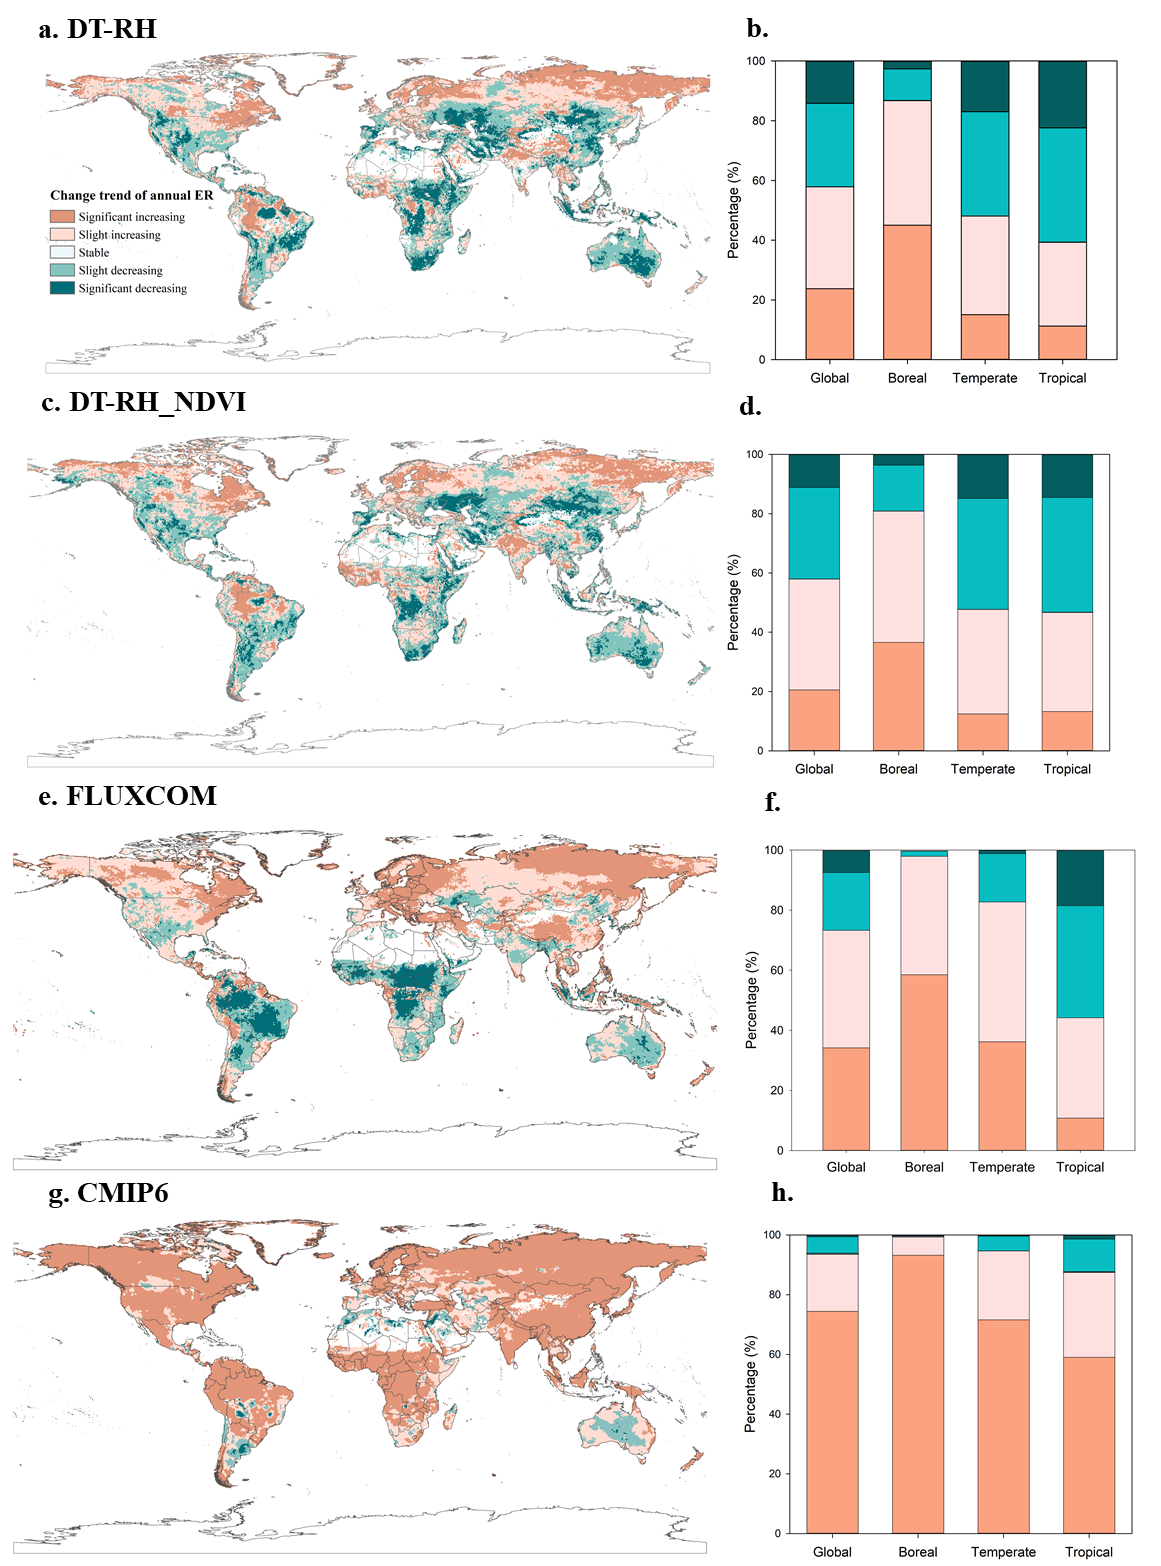 a. DT-RH
b.
Change trend of annual ER
Significant increasing
Slight increasing
Stable
Slight decreasing
Significant decreasing
100
80
60
40
20
0
Percentage (%)
Global Boreal Temperate Tropical
c. DT-RH_NDVI
d.
100
80
60
40
20
0
Percentage (%)
Global Boreal Temperate Tropical
e. FLUXCOM
f.
100
80
60
40
20
0
Percentage (%)
Global Boreal Temperate Tropical
g. CMIP6
h.
100
80
60
40
20
0
Percentage (%)
Global Boreal Temperate Tropical